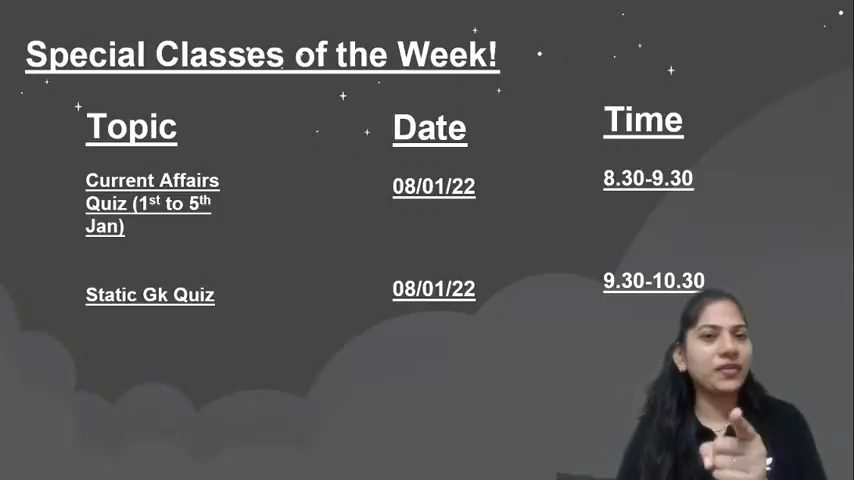 Special Classes of the Week!
Topic Date Time
Current Affairs 08/01/22 8.30-9.30
Quiz (1st to 5th
Jan)
Static Gk Quiz 08/01/22 9.30-10.30